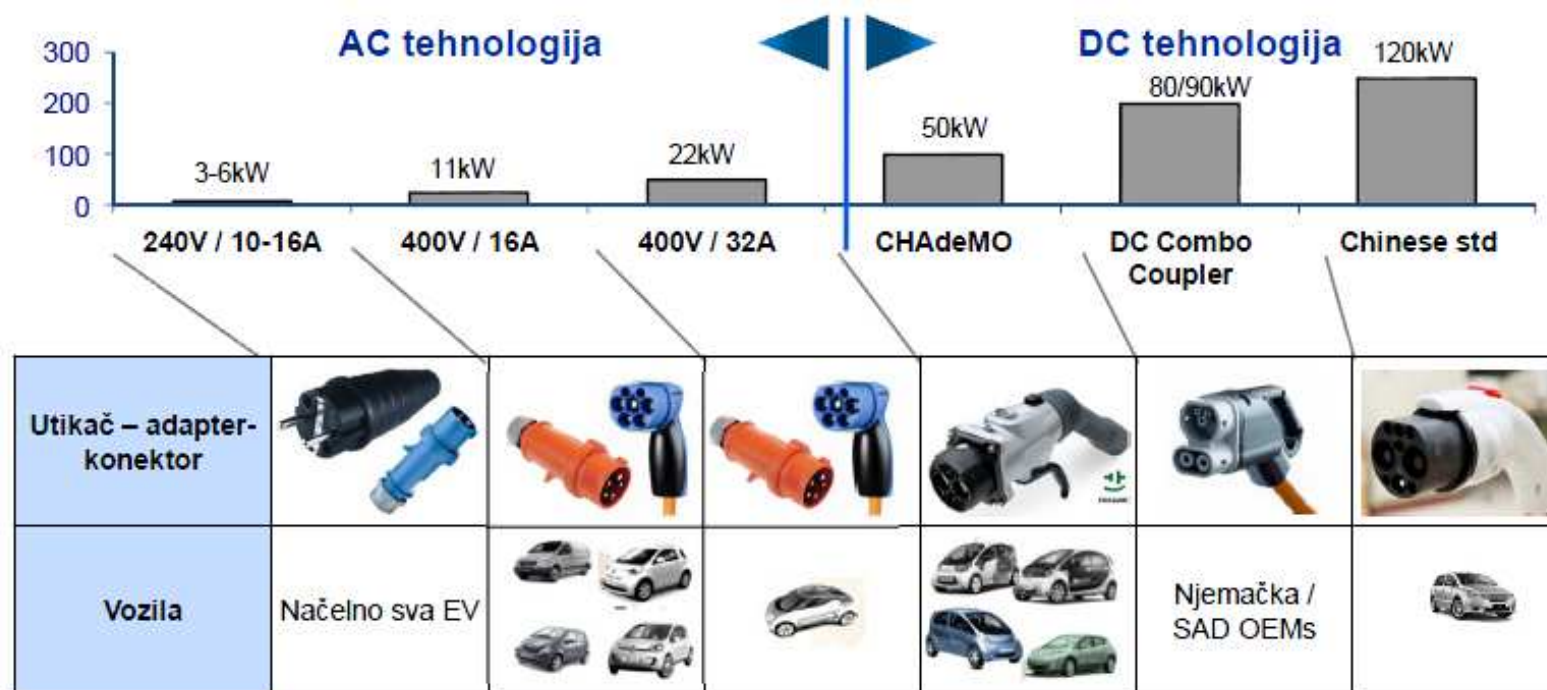 AC tehnologija
DC tehnologija
300
200
100
0
3-6kW
11kW
22kW
50kW
80/90kW
120kW
240V / 10-16A
400V / 16A
400V / 32A
CHAdeMO
DC Combo
Coupler
Chinese std
Utikač – adapter-
konektor
Vozila
Načelno sva EV
Njemačka /
SAD OEMs